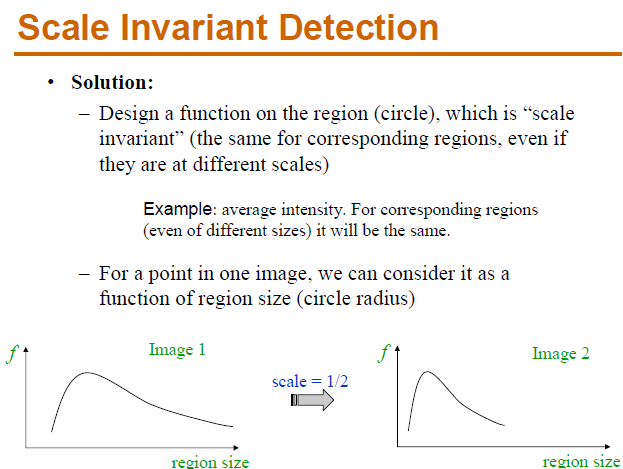 Scale Invariant Detection
• Solution:
– Design a function on the region (circle), which is “scale
invariant” (the same for corresponding regions, even if
they are at different scales)
Example: average intensity. For corresponding regions
(even of different sizes) it will be the same.
– For a point in one image, we can consider it as a
function of region size (circle radius)
f
Image 1
scale = 1/2
f
Image 2
region size
region size